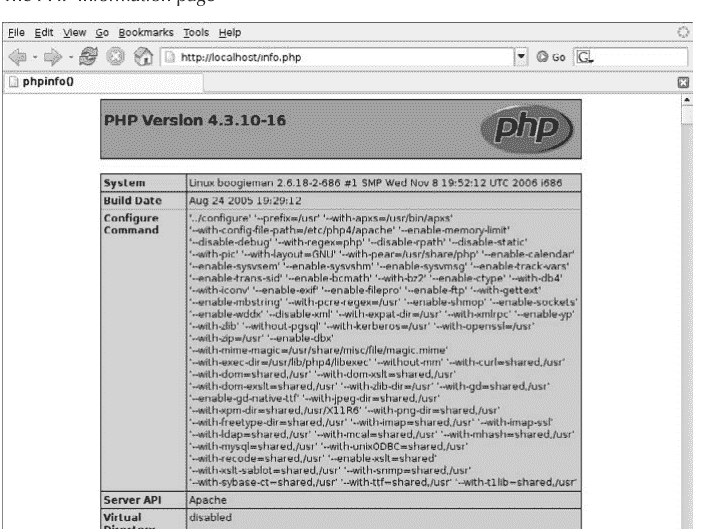 The PHP information page
File Edit View Go Bookmarks Tools Help
http://localhost/info.php Go G
phpinfo()
PHP Version 4.3.10-16
php
System Linux boogieman 2.6.18-2-686 #1 SMP Wed Nov 8 19:52:12 UTC 2006 i686
Build Date Aug 24 2005 19:29:12
Configure '../configure' '--prefix=/usr' '--with-apxs=/usr/bin/apxs'
Command '--with-config-file-path=/etc/php4/apache' '--enable-memory-limit'
'--disable-debug' '--with-regex=php' '--disable-rpath' '--disable-static'
'--with-pic' '--with-layout=GNU' '--with-pear=/usr/share/php' '--enable-calendar'
'--enable-sysvsem' '--enable-sysvshm' '--enable-sysvmsg' '--enable-track-vars'
'--enable-trans-sid' '--enable-bcmath' '--with-bz2' '--enable-ctype' '--with-db4'
'--with-iconv' '--enable-exif' '--enable-filepro' '--enable-ftp' '--with-gettext'
'--enable-mbstring' '--with-pcre-regex=/usr' '--enable-shmop' '--enable-sockets'
'--enable-wddx' '--disable-xml' '--with-expat-dir=/usr' '--with-xmlrpc' '--enable-yp'
'--with-zlib' '--without-pgsql' '--with-kerberos=/usr' '--with-openssl=/usr'
'--with-zip=/usr' '--enable-dbx'
'--with-mime-magic=/usr/share/misc/file/magic.mime'
'--with-exec-dir=/usr/lib/php4/libexec' '--without-mm' '--with-curl=shared,/usr'
'--with-dom=shared,/usr' '--with-dom-xslt=shared,/usr'
'--with-dom-exslt=shared,/usr' '--with-zlib-dir=/usr' '--with-gd=shared,/usr'
'--enable-gd-native-ttf' '--with-jpeg-dir=shared,/usr'
'--with-xpm-dir=shared,/usr/X11R6' '--with-png-dir=shared,/usr'
'--with-freetype-dir=shared,/usr' '--with-imap=shared,/usr' '--with-imap-ssl'
'--with-ldap=shared,/usr' '--with-mcal=shared,/usr' '--with-mhash=shared,/usr'
'--with-mysql=shared,/usr' '--with-unixODBC=shared,/usr'
'--with-recode=shared,/usr' '--enable-xslt=shared'
'--with-xslt-sablot=shared,/usr' '--with-snmp=shared,/usr'
'--with-sybase-ct=shared,/usr' '--with-ttf=shared,/usr' '--with-t1lib=shared,/usr'
Server API Apache
Virtual disabled
Directory